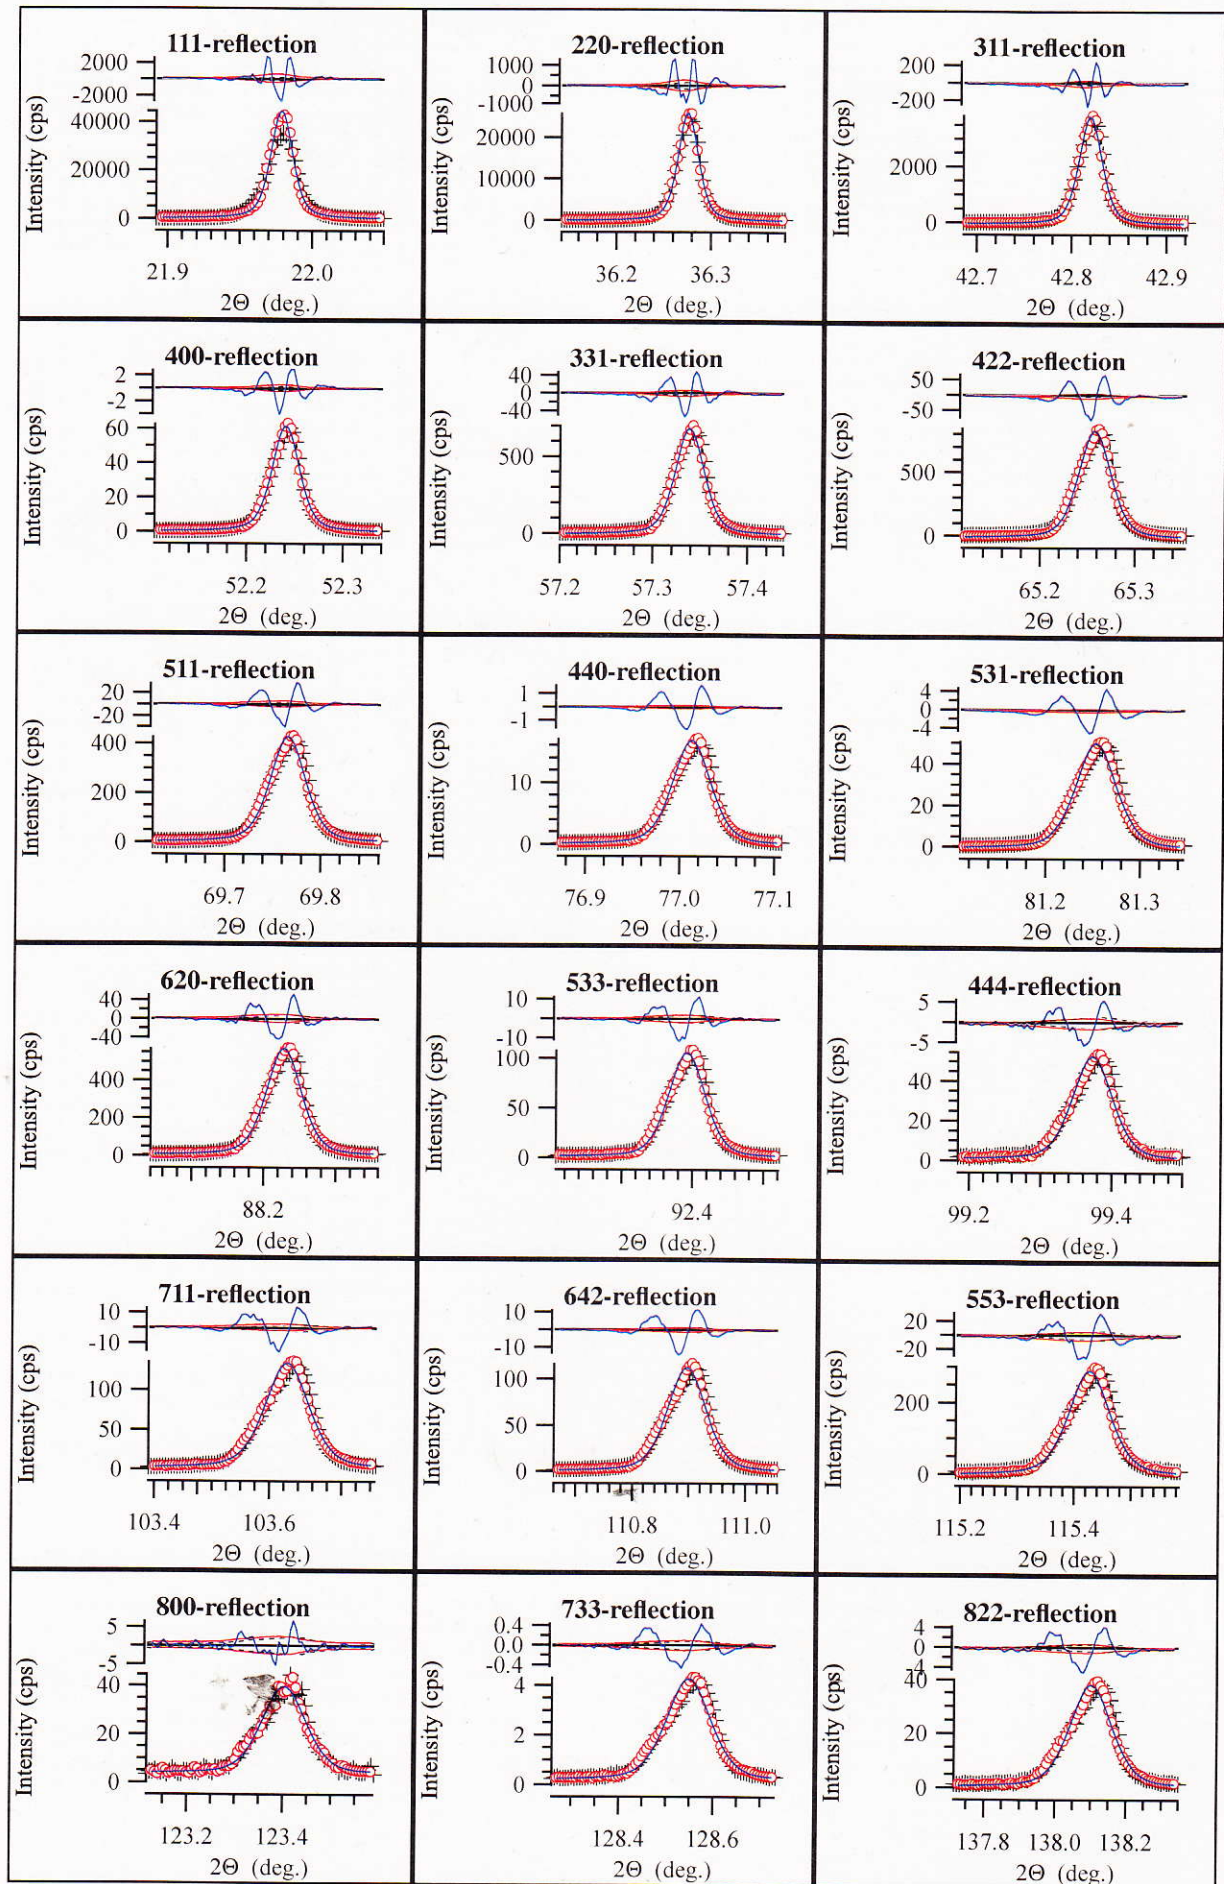 111-reflection
2000
0
-2000
40000
20000
0
Intensity (cps)
21.9 22.0
2Θ (deg.)
220-reflection
1000
0
-1000
20000
10000
0
Intensity (cps)
36.2 36.3
2Θ (deg.)
311-reflection
200
0
-200
2000
0
Intensity (cps)
42.7 42.8 42.9
2Θ (deg.)
400-reflection
2
0
-2
60
40
20
0
Intensity (cps)
52.2 52.3
2Θ (deg.)
331-reflection
40
0
-40
500
0
Intensity (cps)
57.2 57.3 57.4
2Θ (deg.)
422-reflection
50
0
-50
500
0
Intensity (cps)
65.2 65.3
2Θ (deg.)
511-reflection
20
0
-20
400
200
0
Intensity (cps)
69.7 69.8
2Θ (deg.)
440-reflection
1
0
-1
10
0
Intensity (cps)
76.9 77.0 77.1
2Θ (deg.)
531-reflection
4
0
-4
40
20
0
Intensity (cps)
81.2 81.3
2Θ (deg.)
620-reflection
40
0
-40
400
200
0
Intensity (cps)
88.2
2Θ (deg.)
533-reflection
10
0
-10
100
50
0
Intensity (cps)
92.4
2Θ (deg.)
444-reflection
5
0
-5
40
20
0
Intensity (cps)
99.2 99.4
2Θ (deg.)
711-reflection
10
0
-10
100
50
0
Intensity (cps)
103.4 103.6
2Θ (deg.)
642-reflection
10
0
-10
100
50
0
Intensity (cps)
110.8 111.0
2Θ (deg.)
553-reflection
20
0
-20
200
0
Intensity (cps)
115.2 115.4
2Θ (deg.)
800-reflection
5
0
-5
40
20
0
Intensity (cps)
123.2 123.4
2Θ (deg.)
733-reflection
0.4
0.0
-0.4
4
2
0
Intensity (cps)
128.4 128.6
2Θ (deg.)
822-reflection
4
0
4
40
20
0
Intensity (cps)
137.8 138.0 138.2
2Θ (deg.)